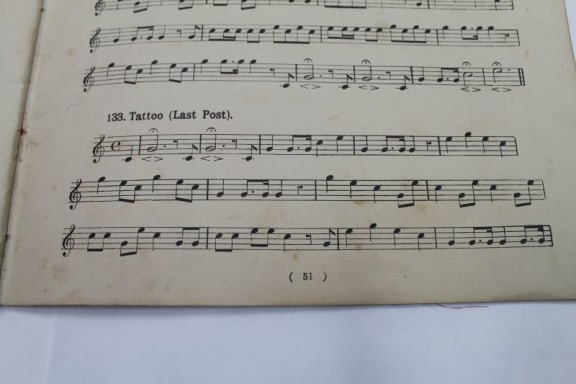 133. Tattoo (Last Post).
( 51 )